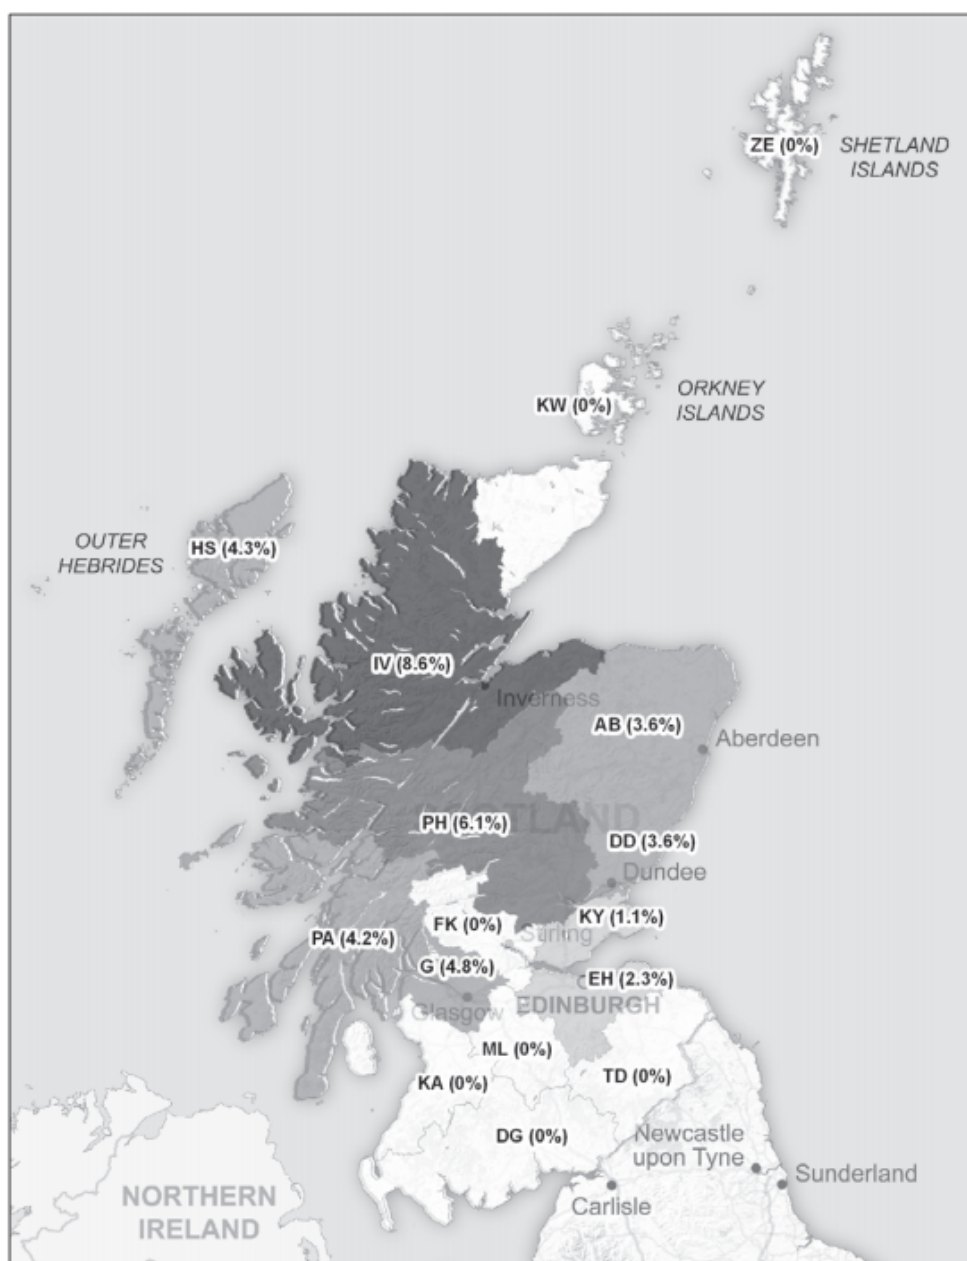 ZE (0%)
SHETLAND
ISLANDS
KW (0%)
ORKNEY
ISLANDS
OUTER
HEBRIDES
HS (4.3%)
IV (8.6%)
Inverness
AB (3.6%)
Aberdeen
SCOTLAND
PH (6.1%)
DD (3.6%)
Dundee
KY (1.1%)
FK (0%)
Stirling
PA (4.2%)
G (4.8%)
EH (2.3%)
Glasgow
EDINBURGH
ML (0%)
TD (0%)
KA (0%)
DG (0%)
Newcastle
upon Tyne
Sunderland
Carlisle
NORTHERN
IRELAND